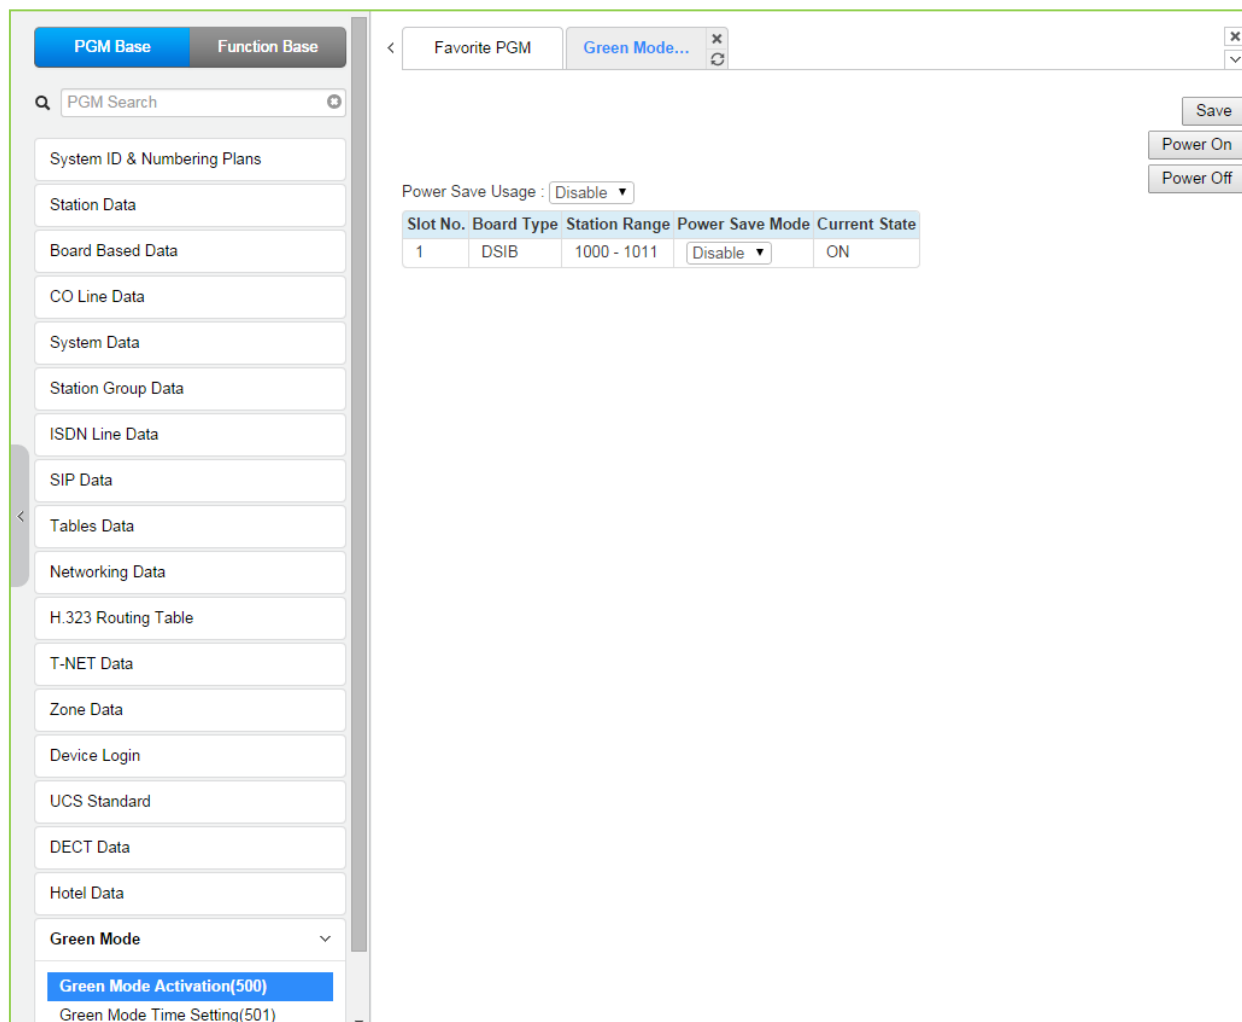 PGM Base
Function Base
PGM Search
System ID & Numbering Plans
Station Data
Board Based Data
CO Line Data
System Data
Station Group Data
ISDN Line Data
SIP Data
Tables Data
Networking Data
H.323 Routing Table
T-NET Data
Zone Data
Device Login
UCS Standard
DECT Data
Hotel Data
Green Mode
Green Mode Activation(500)
Green Mode Time Setting(501)
Favorite PGM
Green Mode...
Save
Power On
Power Off
Power Save Usage : Disable
Slot No. Board Type Station Range Power Save Mode Current State
1 DSIB 1000 - 1011 Disable ON